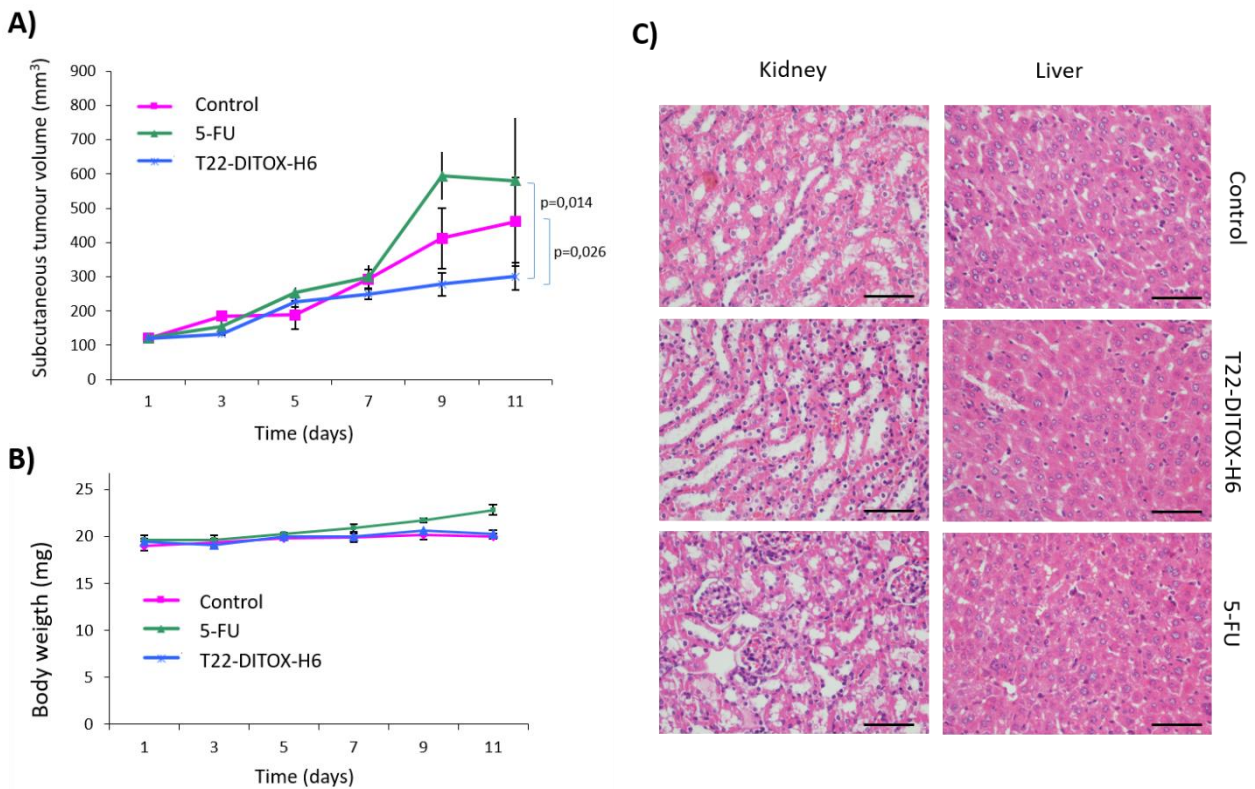 A)
Subcutaneous tumour volume (mm³)
900
800
700
600
500
400
300
200
100
0
Control
5-FU
T22-DITOX-H6
p=0,014
p=0,026
1 3 5 7 9 11
Time (days)
B)
Body weigth (mg)
25
20
15
10
5
0
Control
5-FU
T22-DITOX-H6
1 3 5 7 9 11
Time (days)
C)
Kidney Liver
Control
T22-DITOX-H6
5-FU